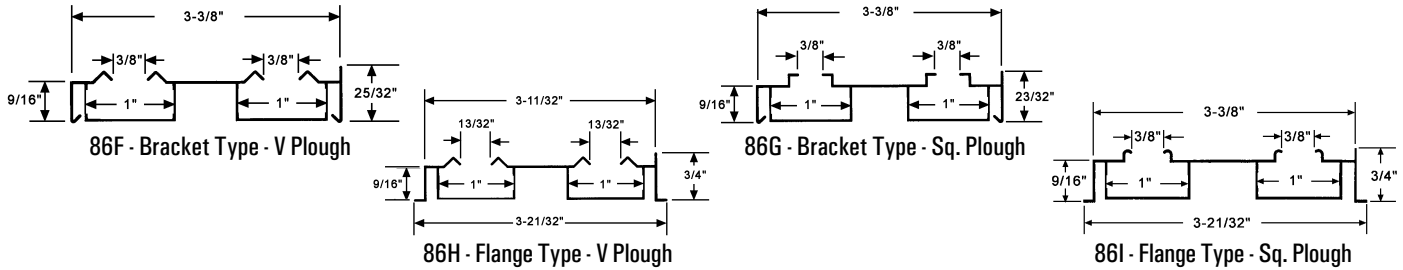 3-3/8"
3/8" 3/8"
9/16" 1" 1" 25/32"
86F - Bracket Type - V Plough
3-11/32"
13/32" 13/32"
9/16" 1" 1" 3/4"
3-21/32"
86H - Flange Type - V Plough
3-3/8"
3/8" 3/8"
9/16" 1" 1" 23/32"
86G - Bracket Type - Sq. Plough
3-3/8"
3/8" 3/8"
9/16" 1" 1" 3/4"
3-21/32"
86I - Flange Type - Sq. Plough